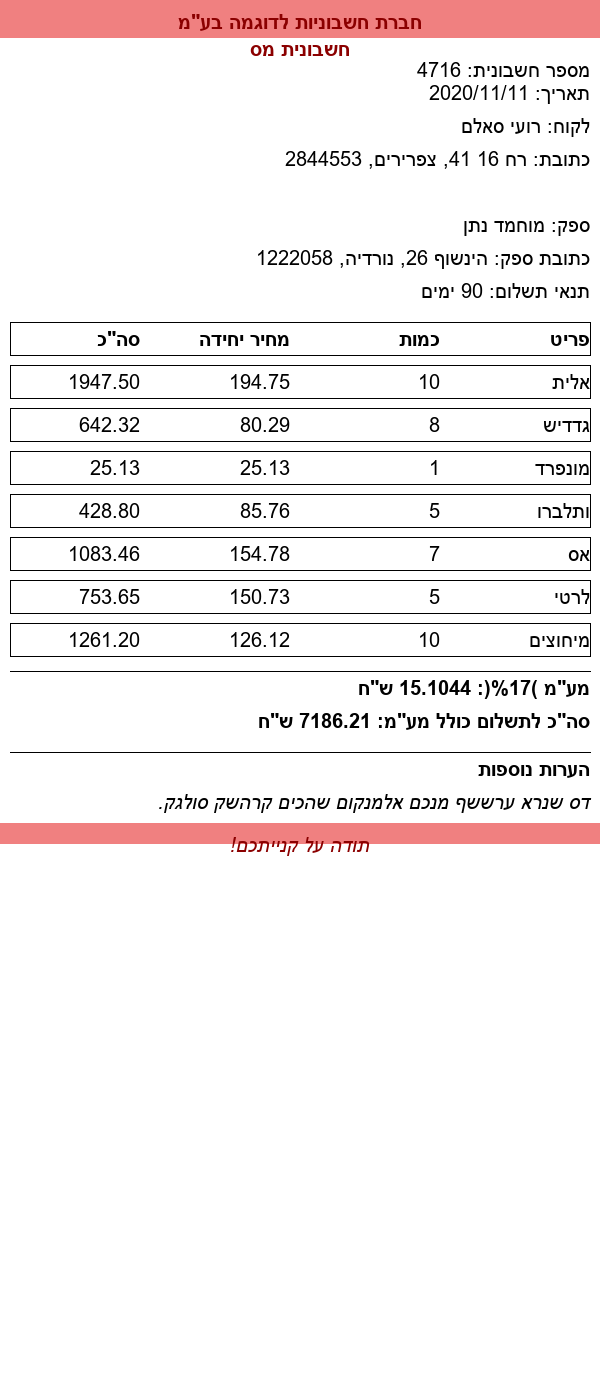 חברת חשבוניות לדוגמה בע"מ
חשבונית מס
מספר חשבונית: 4716
תאריך: 2020/11/11
לקוח: רועי סאלם
כתובת: רח 16 41, צפרירים, 2844553
ספק: מוחמד נתן
כתובת ספק: הינשוף 26, נורדיה, 1222058
תנאי תשלום: 90 ימים
פריט כמות מחיר יחידה סה"כ
אלית 10 194.75 1947.50
גדדיש 8 80.29 642.32
מונפרד 1 25.13 25.13
ותלברו 5 85.76 428.80
אס 7 154.78 1083.46
לרטי 5 150.73 753.65
מיחוצים 10 126.12 1261.20
מע"מ )17%(: 15.1044 ש"ח
סה"כ לתשלום כולל מע"מ: 7186.21 ש"ח
הערות נוספות
דס שנרא ערששף מנכם אלמנקום שהכים קרהשק סולגק.
תודה על קנייתכם!